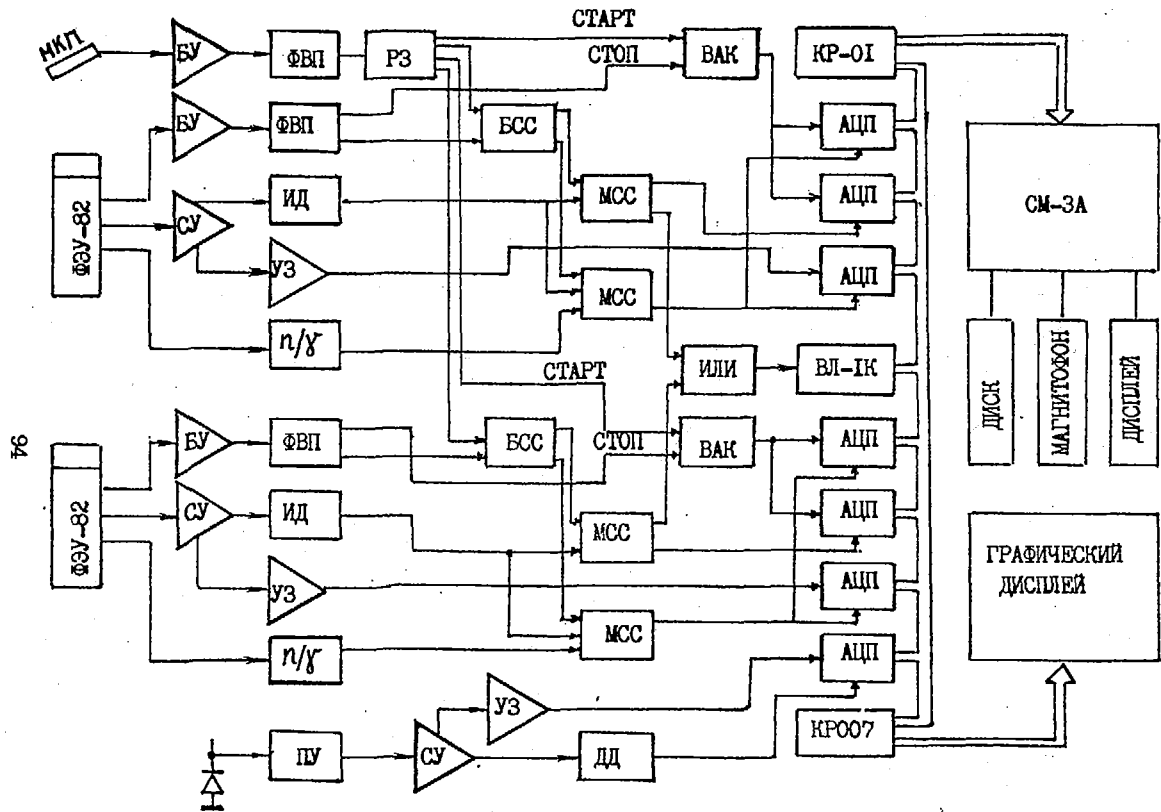 МКП
БУ
ФВП
РЗ
СТАРТ
СТОП
ВАК
КР-01
БУ
ФВП
БСС
АЦП
ФЭУ-82
СУ
ИД
МСС
АЦП
СМ-3А
УЗ
МСС
АЦП
n/γ
СТАРТ
ИЛИ
ВЛ-1К
ДИСК
МАГНИТОФОН
ДИСПЛЕЙ
94
БУ
ФВП
БСС
СТОП
ВАК
АЦП
ФЭУ-82
СУ
ИД
МСС
АЦП
ГРАФИЧЕСКИЙ
ДИСПЛЕЙ
УЗ
МСС
АЦП
n/γ
АЦП
УЗ
КР007
ПУ
СУ
ДД